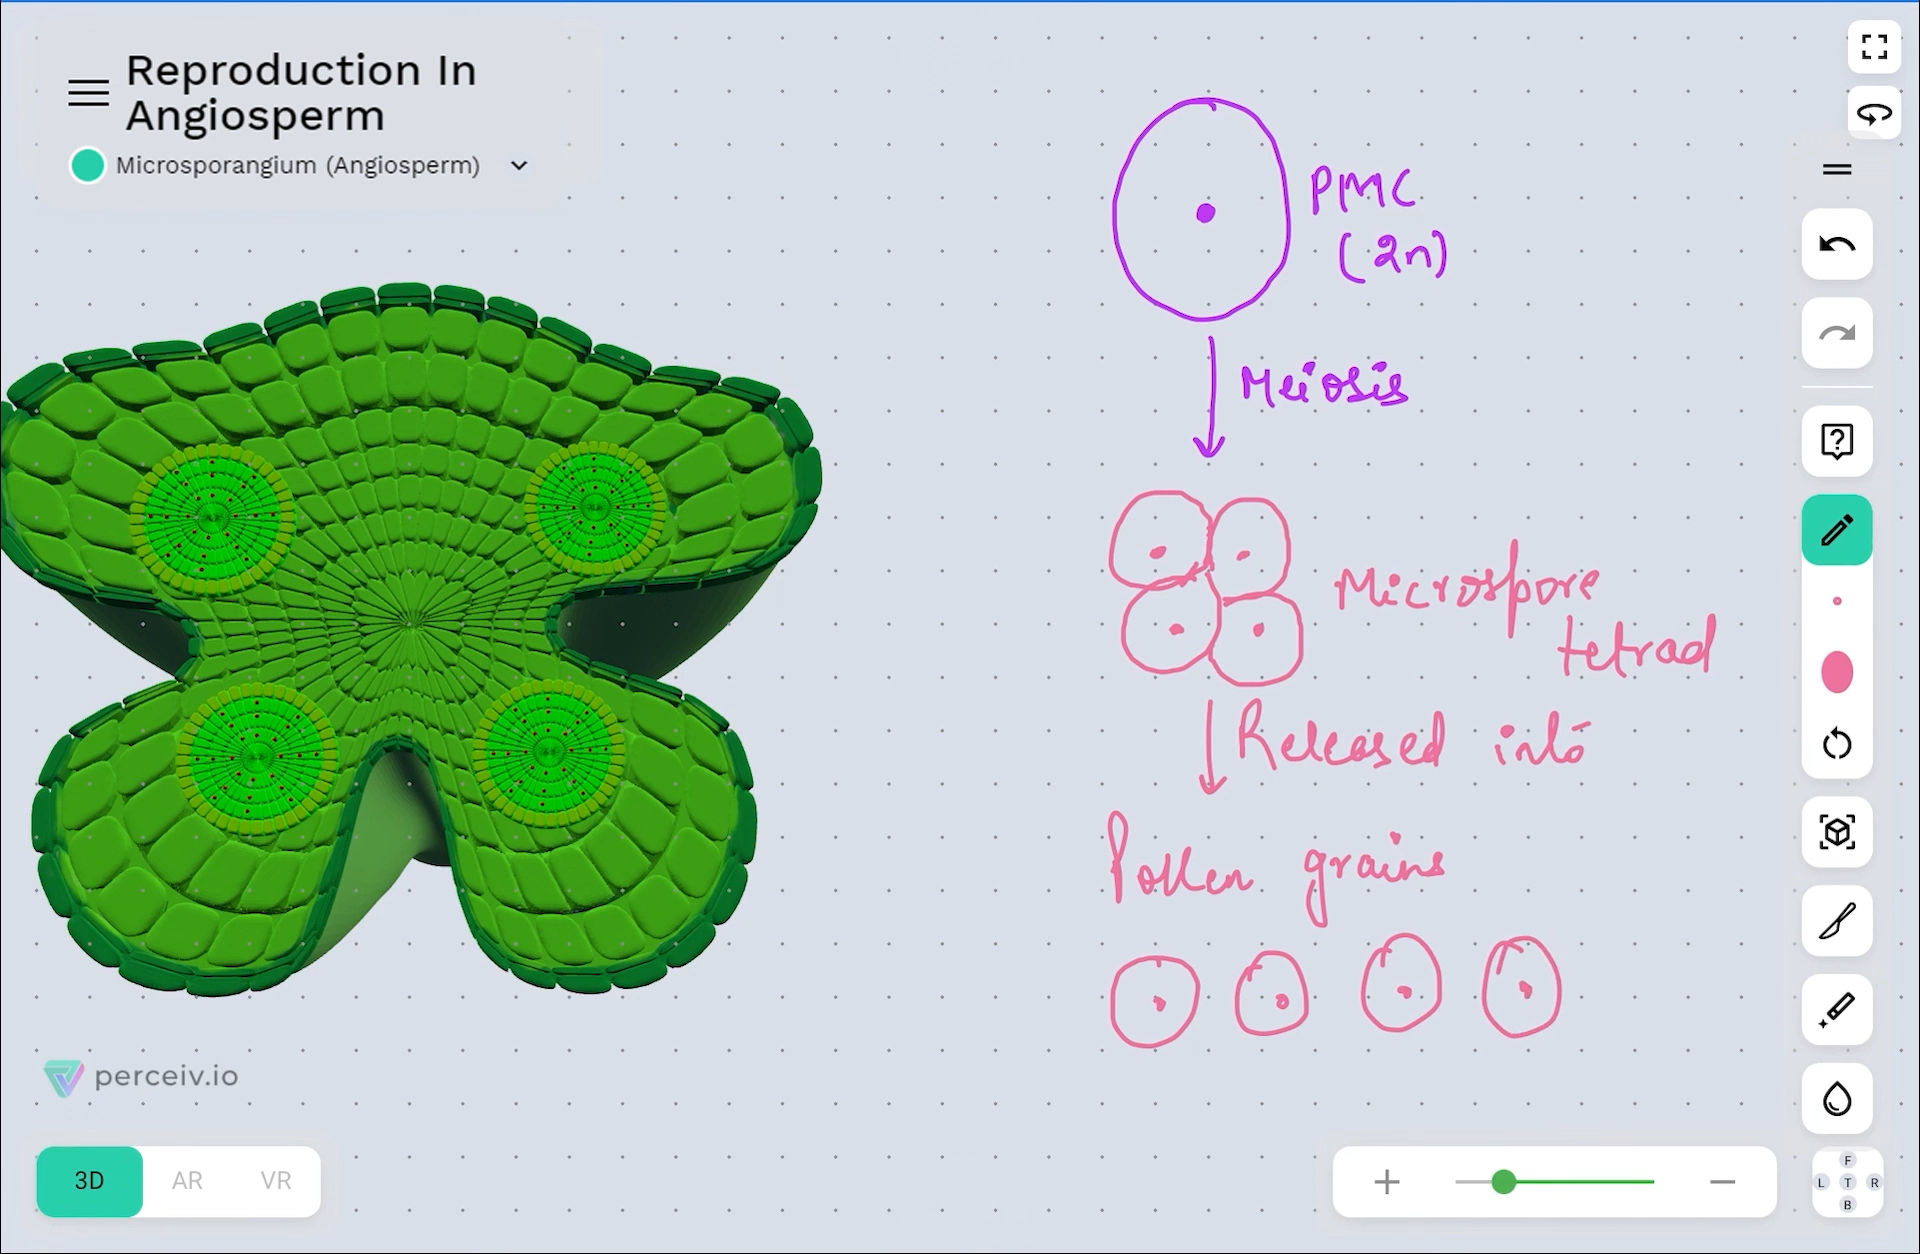 Reproduction In
Angiosperm
Microsporangium (Angiosperm)
PMC
(2n)
Meiosis
Microspore
tetrad
Released into
Pollen grains
perceiv.io
3D AR VR
F
L T R
B